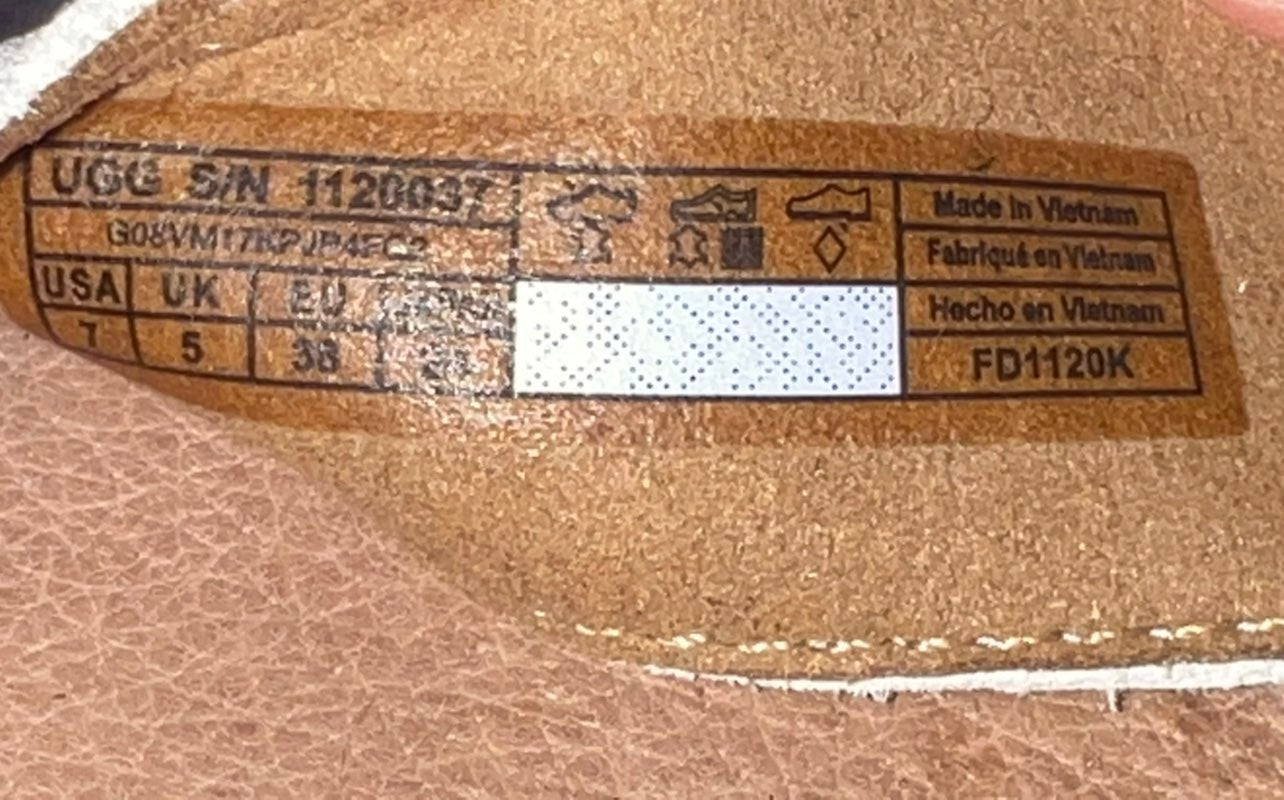 UGG S/N 1120037
USA UK EU
7 5 38
Made in Vietnam
Fabriqué en Vietnam
Hecho en Vietnam
FD1120K